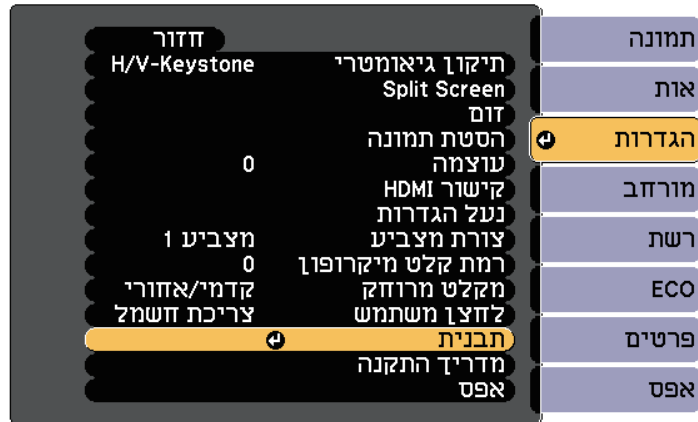 תמונה
אות
הגדרות
מורחב
רשת
ECO
פרטים
אפס
חזור
תיקון גיאומטרי H/V-Keystone
Split Screen
זום
הסטת תמונה
עוצמה 0
קישור HDMI
נעל הגדרות
צורת מצביע מצביע 1
רמת קלט מיקרופון 0
מקלט מרוחק קדמי/אחורי
לחצן משתמש צריכת חשמל
תבנית
מדריך התקנה
אפס